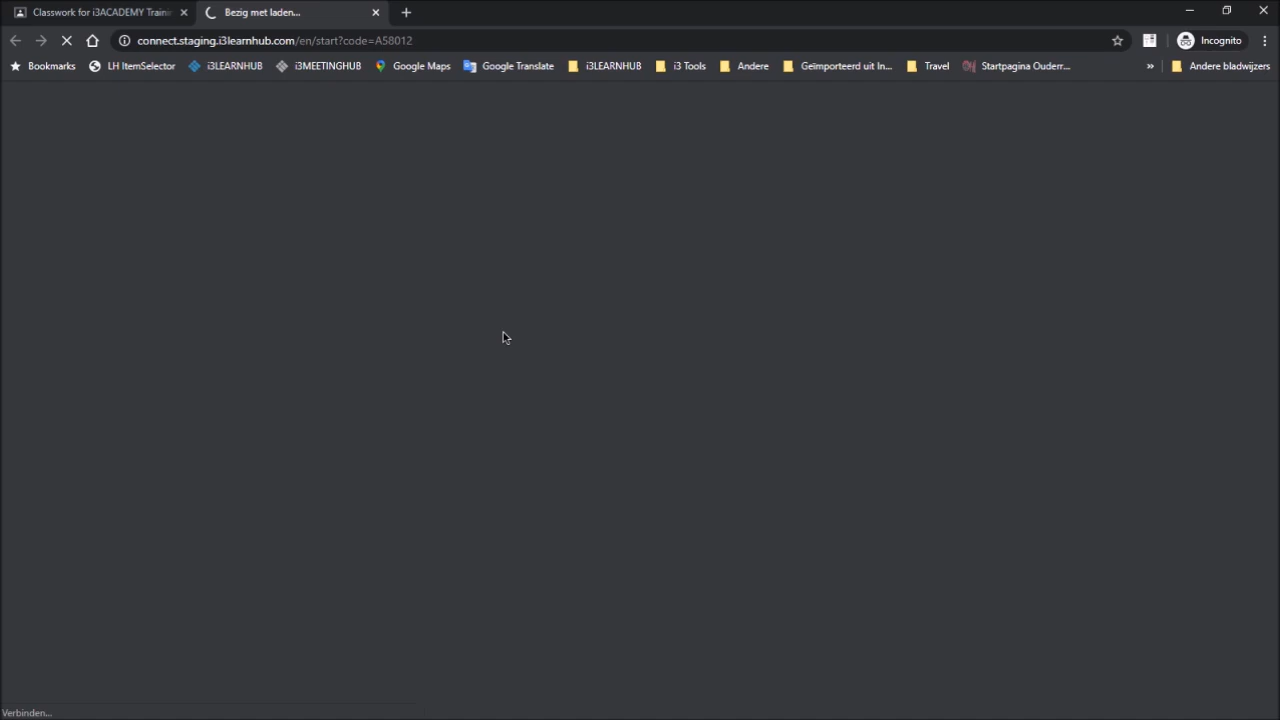 Classwork for i3ACADEMY Trainin
Bezig met laden...
connect.staging.i3learnhub.com/en/start?code=A58012
Incognito
Bookmarks
LH ItemSelector
i3LEARNHUB
i3MEETINGHUB
Google Maps
Google Translate
i3LEARNHUB
i3 Tools
Andere
Geïmporteerd uit In...
Travel
Startpagina Ouderr...
»
Andere bladwijzers
Verbinden...